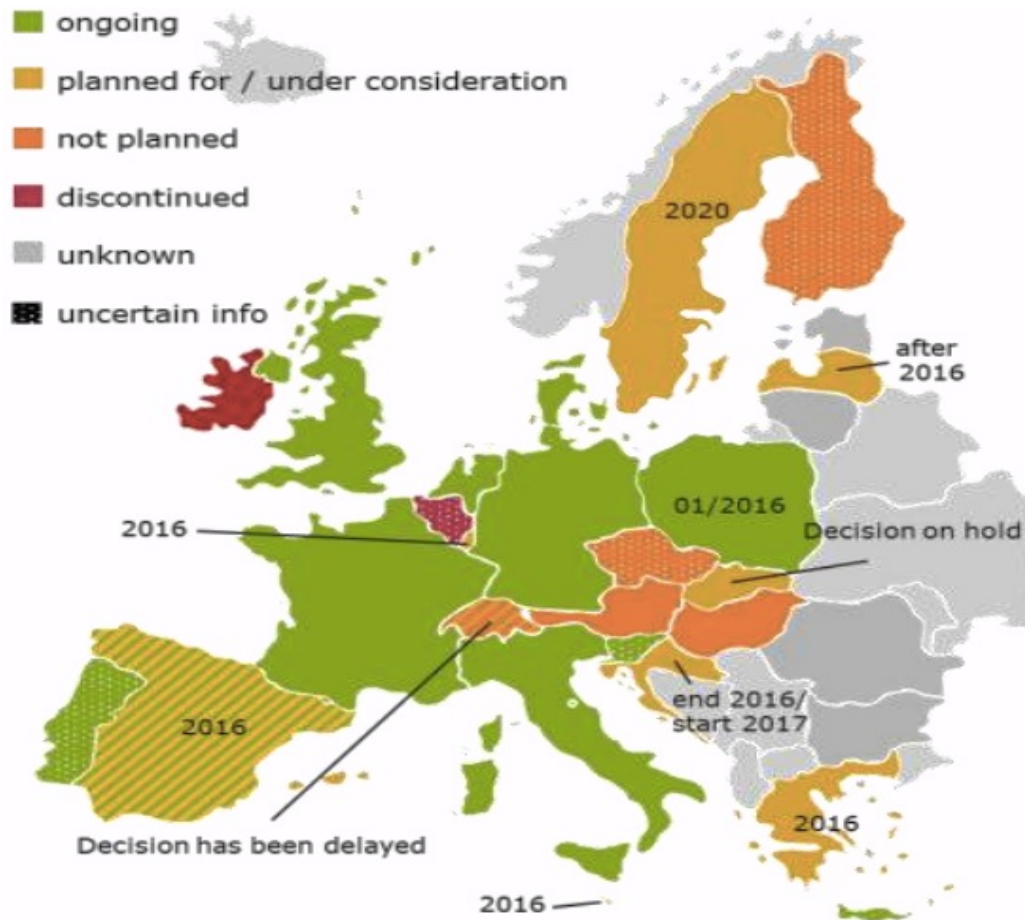 ongoing
planned for / under consideration
not planned
discontinued
unknown
uncertain info
2020
after
2016
01/2016
2016
Decision on hold
end 2016/
start 2017
2016
2016
Decision has been delayed
2016